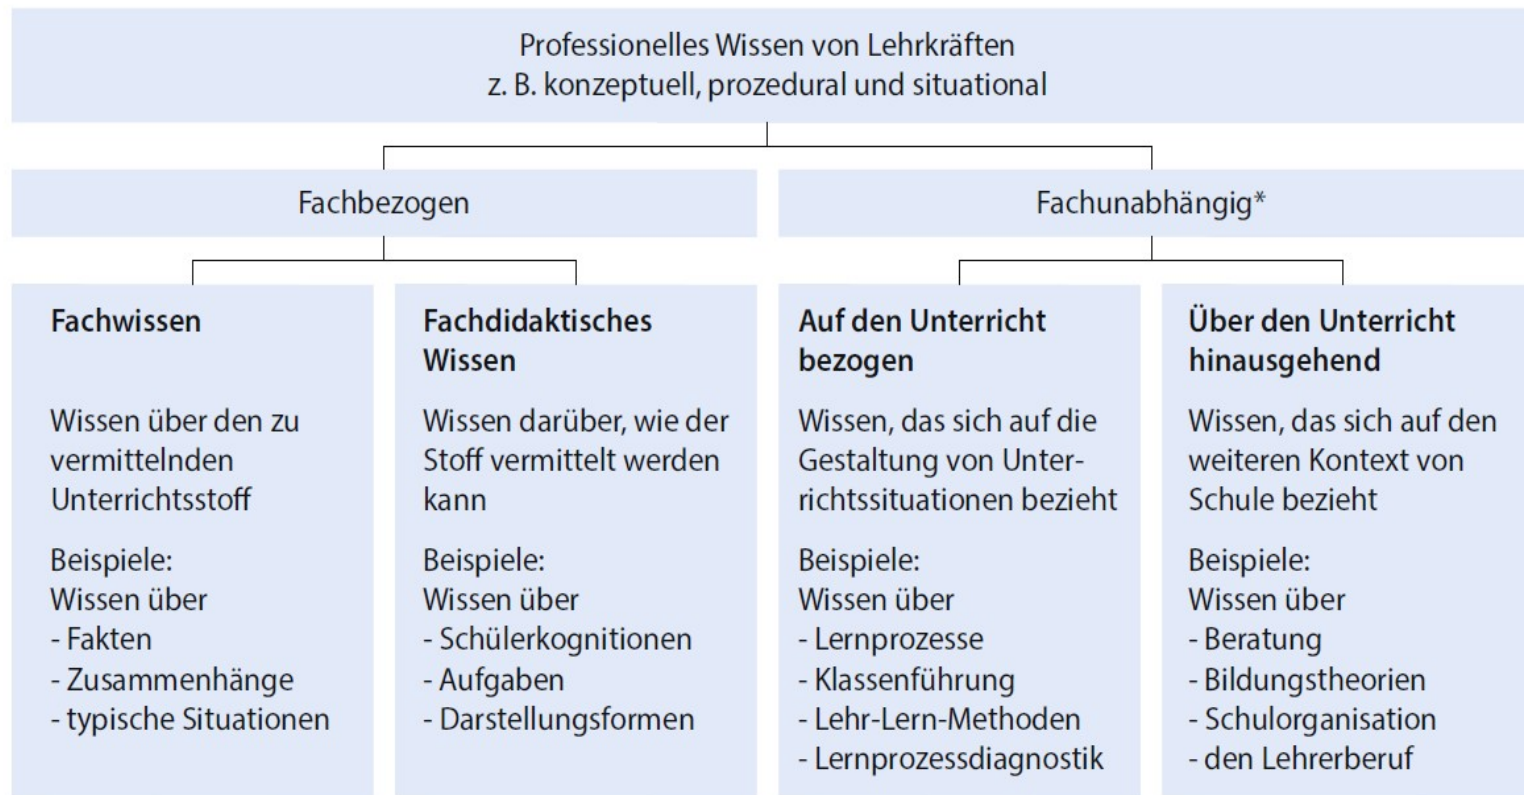 Professionelles Wissen von Lehrkräften
z. B. konzeptuell, prozedural und situational
Fachbezogen
Fachunabhängig*
Fachwissen
Wissen über den zu
vermittelnden
Unterrichtsstoff
Beispiele:
Wissen über
- Fakten
- Zusammenhänge
- typische Situationen
Fachdidaktisches
Wissen
Wissen darüber, wie der
Stoff vermittelt werden
kann
Beispiele:
Wissen über
- Schülerkognitionen
- Aufgaben
- Darstellungsformen
Auf den Unterricht
bezogen
Wissen, das sich auf die
Gestaltung von Unter-
richtssituationen bezieht
Beispiele:
Wissen über
- Lernprozesse
- Klassenführung
- Lehr-Lern-Methoden
- Lernprozessdiagnostik
Über den Unterricht
hinausgehend
Wissen, das sich auf den
weiteren Kontext von
Schule bezieht
Beispiele:
Wissen über
- Beratung
- Bildungstheorien
- Schulorganisation
- den Lehrerberuf